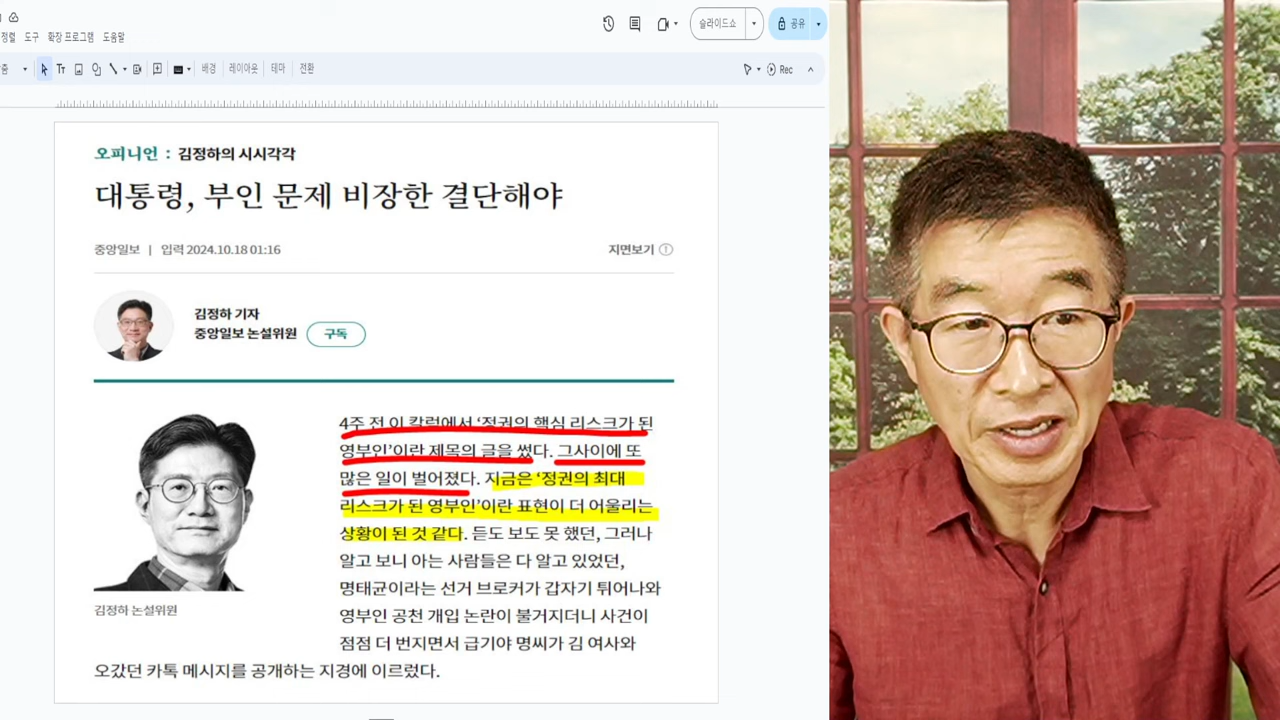 정렬 도구 확장 프로그램 도움말
슬라이드쇼
공유
배경 레이아웃 테마 전환
Rec
오피니언 : 김정하의 시시각각
대통령, 부인 문제 비장한 결단해야
중앙일보 | 입력 2024.10.18 01:16
지면보기
김정하 기자
중앙일보 논설위원
구독
4주 전 이 칼럼에서 ‘정권의 핵심 리스크가 된
영부인’이란 제목의 글을 썼다. 그사이에 또
많은 일이 벌어졌다. 지금은 ‘정권의 최대
리스크가 된 영부인’이란 표현이 더 어울리는
상황이 된 것 같다. 듣도 보도 못 했던, 그러나
알고 보니 아는 사람들은 다 알고 있었던,
명태균이라는 선거 브로커가 갑자기 튀어나와
영부인 공천 개입 논란이 불거지더니 사건이
점점 더 번지면서 급기야 명씨가 김 여사와
오갔던 카톡 메시지를 공개하는 지경에 이르렀다.
김정하 논설위원